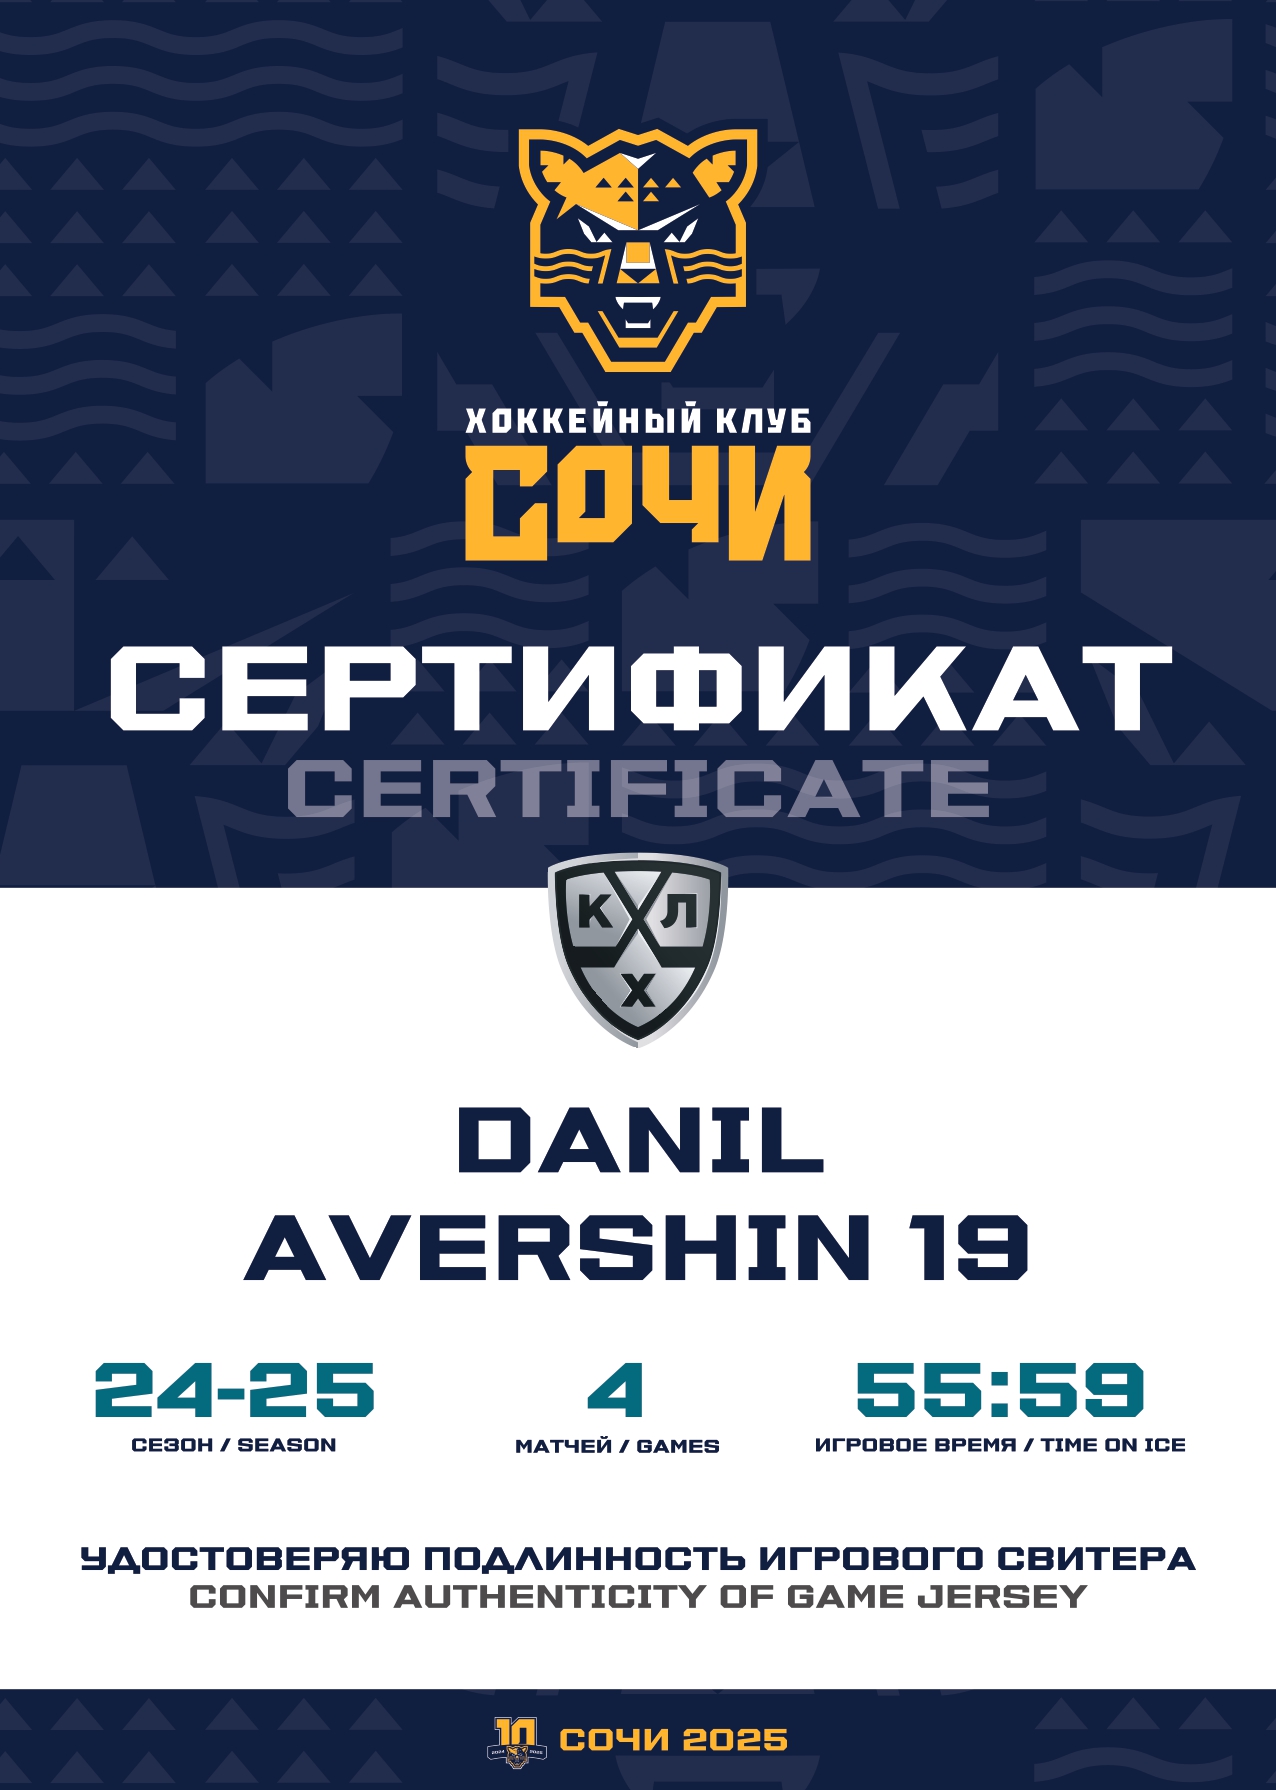 ХОККЕЙНЫЙ КЛУБ
СОЧИ
СЕРТИФИКАТ
CERTIFICATE
К Л
Х
DANIL
AVERSHIN 19
24-25 4 55:59
СЕЗОН / SEASON МАТЧЕЙ / GAMES ИГРОВОЕ ВРЕМЯ / TIME ON ICE
УДОСТОВЕРЯЮ ПОДЛИННОСТЬ ИГРОВОГО СВИТЕРА
CONFIRM AUTHENTICITY OF GAME JERSEY
10 СОЧИ 2025